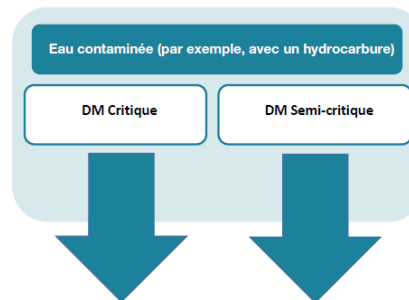 Eau contaminée (par exemple, avec un hydrocarbure)
DM Critique
DM Semi-critique